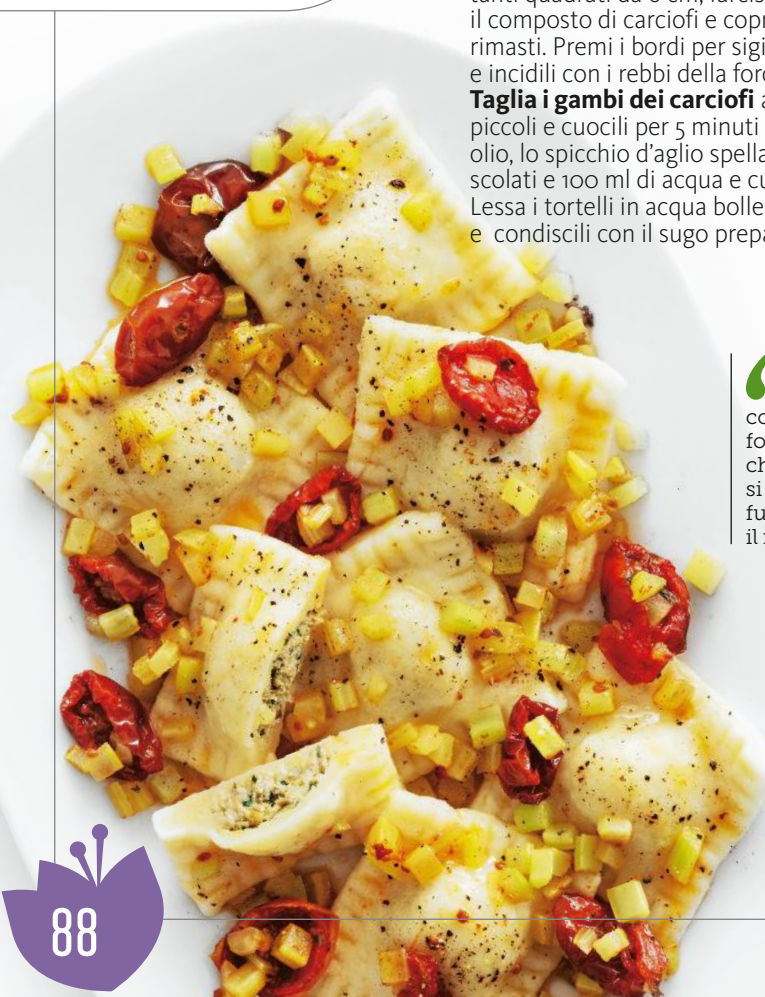 il composto di carciofi e copr
rimasti. Premi i bordi per sigi
e incidili con i rebbi della forc
Taglia i gambi dei carciofi a
piccoli e cuocili per 5 minuti
olio, lo spicchio d'aglio spella
scolati e 100 ml di acqua e cu
Lessa i tortelli in acqua bolle
e condiscili con il sugo prepa
co
fo
ch
si
fu
il
88